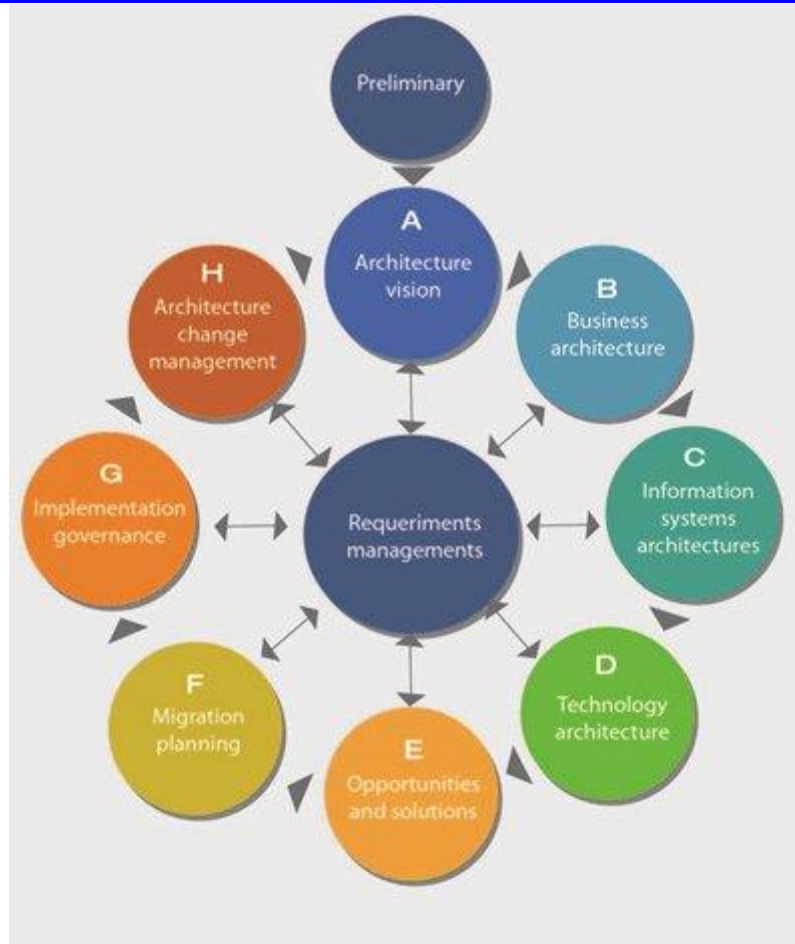 Preliminary
A
Architecture
vision
B
Business
architecture
C
Information
systems
architectures
D
Technology
architecture
E
Opportunities
and solutions
F
Migration
planning
G
Implementation
governance
H
Architecture
change
management
Requeriments
managements